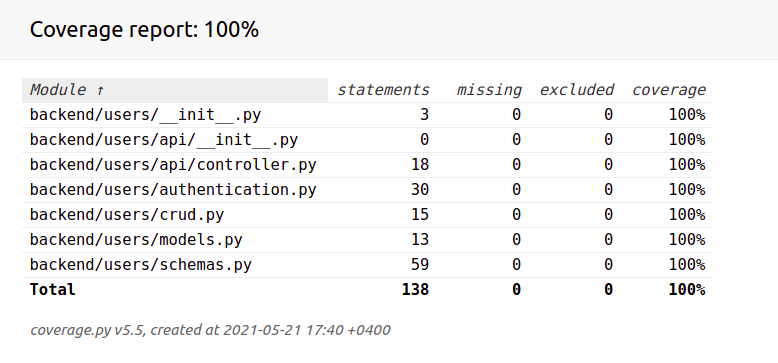 Coverage report: 100%
Module ↑ statements missing excluded coverage
backend/users/__init__.py 3 0 0 100%
backend/users/api/__init__.py 0 0 0 100%
backend/users/api/controller.py 18 0 0 100%
backend/users/authentication.py 30 0 0 100%
backend/users/crud.py 15 0 0 100%
backend/users/models.py 13 0 0 100%
backend/users/schemas.py 59 0 0 100%
Total 138 0 0 100%
coverage.py v5.5, created at 2021-05-21 17:40 +0400